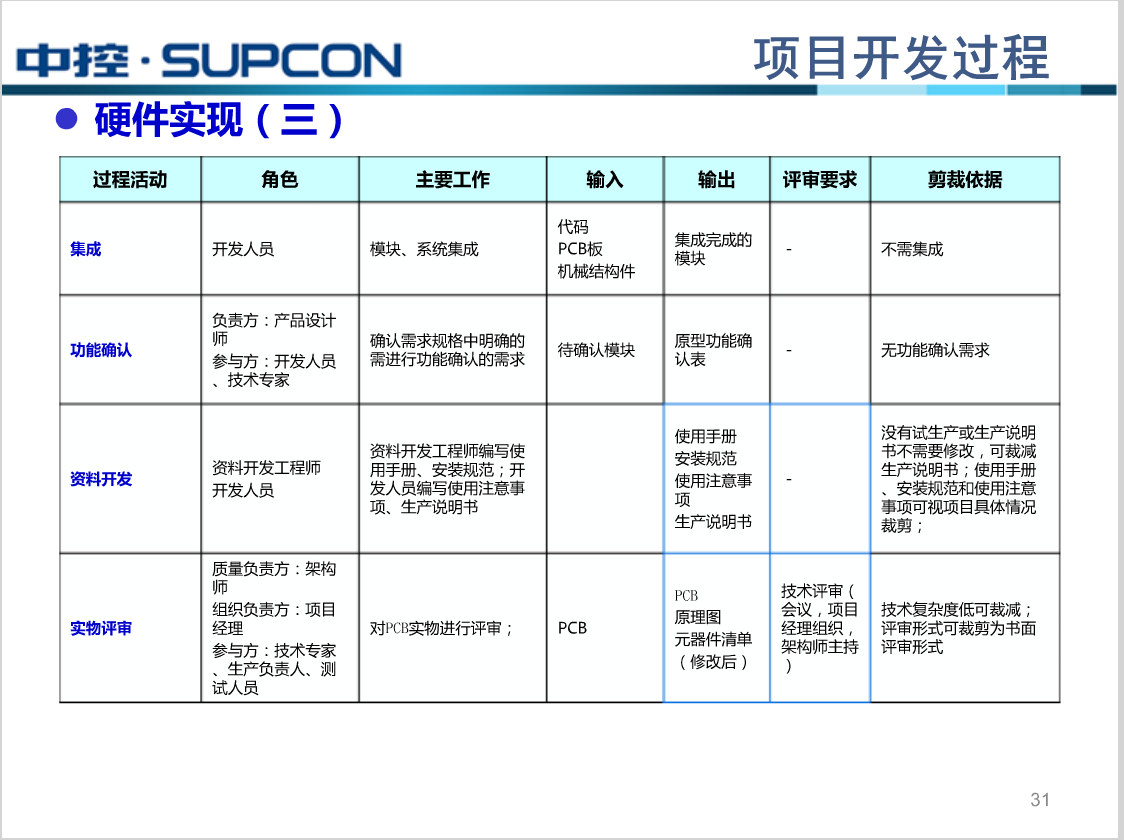 中控·SUPCON
项目开发过程
硬件实现（三）
过程活动
角色
主要工作
输入
输出
评审要求
剪裁依据
集成
开发人员
模块、系统集成
代码
PCB板
机械结构件
集成完成的
模块
-
不需集成
功能确认
负责方：产品设计
师
参与方：开发人员
、技术专家
确认需求规格中明确的
需进行功能确认的需求
待确认模块
原型功能确
认表
-
无功能确认需求
资料开发
资料开发工程师
开发人员
资料开发工程师编写使
用手册、安装规范；开
发人员编写使用注意事
项、生产说明书
使用手册
安装规范
使用注意事
项
生产说明书
-
没有试生产或生产说明
书不需要修改，可裁减
生产说明书；使用手册
、安装规范和使用注意
事项可视项目具体情况
裁剪；
实物评审
质量负责方：架构
师
组织负责方：项目
经理
参与方：技术专家
、生产负责人、测
试人员
对PCB实物进行评审；
PCB
PCB
原理图
元器件清单
（修改后）
技术评审（
会议，项目
经理组织，
架构师主持
）
技术复杂度低可裁减；
评审形式可裁剪为书面
评审形式
31